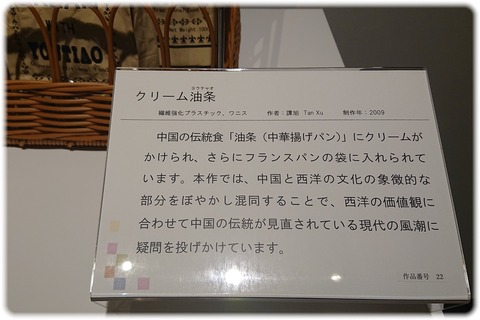 YOUTIAO
ヨウティャオ
クリーム油条
繊維強化プラスチック、ワニス 作者:譚旭 Tan Xu 制作年:2009
中国の伝統食「油条(中華揚げパン)」にクリームが
かけられ、さらにフランスパンの袋に入れられて
います。本作では、中国と西洋の文化の象徴的な
部分をぼやかし混同することで、西洋の価値観に
合わせて中国の伝統が見直されている現代の風潮に
疑問を投げかけています。
作品番号 22